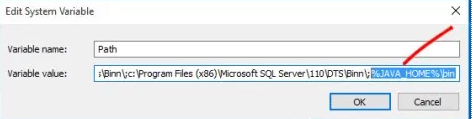 Edit System Variable
Variable name: Path
Variable value: ;\Binn\;c:\Program Files (x86)\Microsoft SQL Server\110\DTS\Binn\;%JAVA_HOME%\bin
OK Cancel